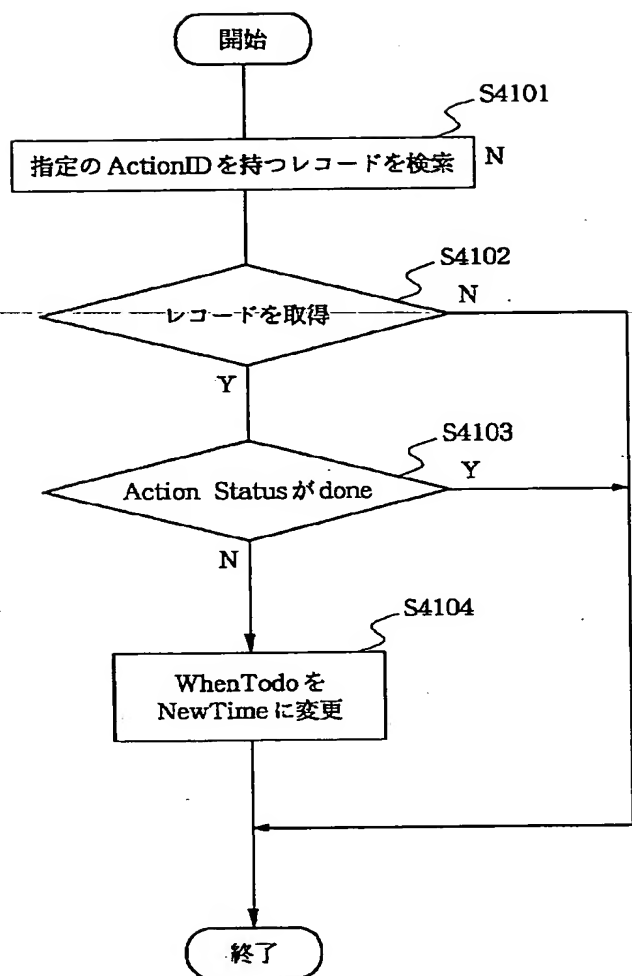 開始
S4101
指定の ActionID を持つレコードを検索
N
S4102
N
レコードを取得
Y
S4103
Y
Action Status が done
N
S4104
WhenTodo を
NewTime に変更
終了